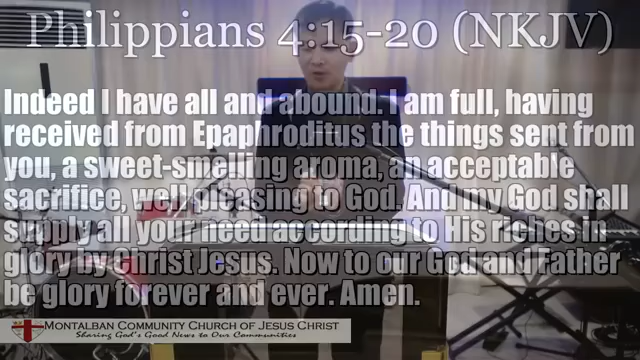 Philippians 4:15-20 (NKJV)
Indeed I have all and abound. I am full, having
received from Epaphroditus the things sent from
you, a sweet-smelling aroma, an acceptable
sacrifice, well pleasing to God. And my God shall
supply all your need according to His riches in
glory by Christ Jesus. Now to our God and Father
be glory forever and ever. Amen.
MONTALBAN COMMUNITY CHURCH OF JESUS CHRIST
Sharing God's Good News to Our Communities